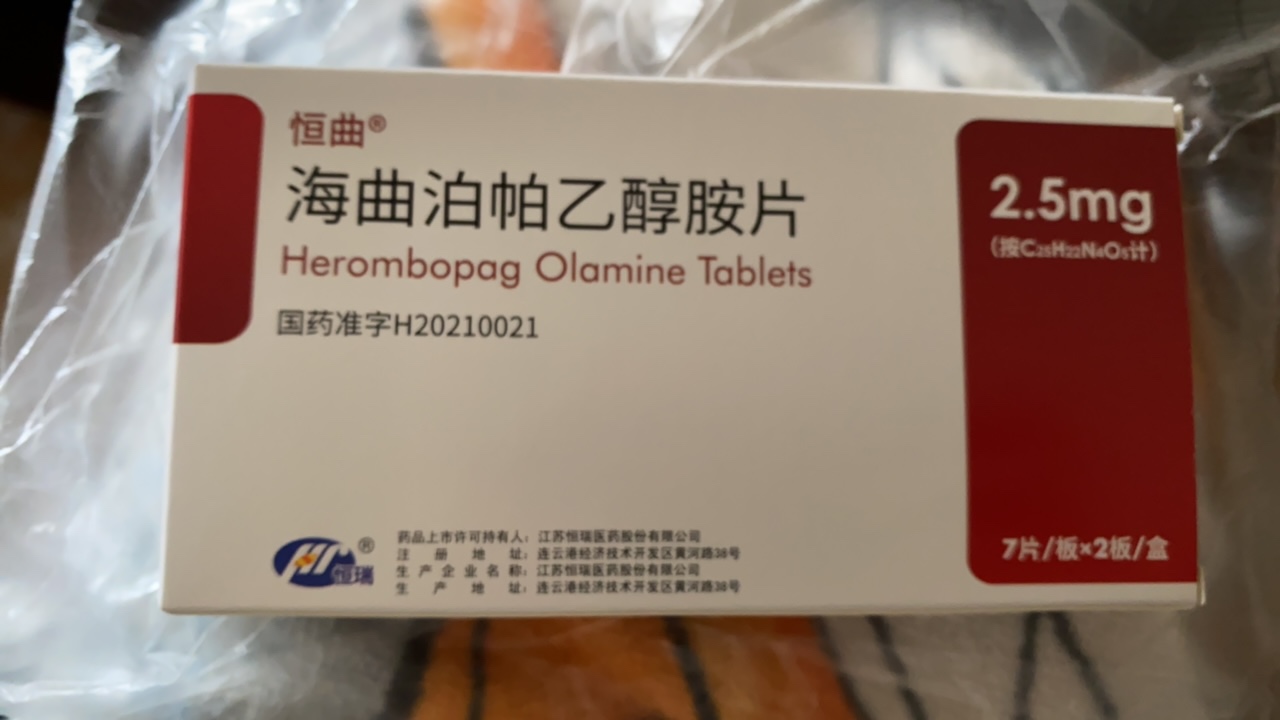 恒曲®
海曲泊帕乙醇胺片
Herombopag Olamine Tablets
国药准字H20210021
2.5mg
(按C₂₅H₂₂N₄O₅计)
7片/板×2板/盒
HR®
恒瑞
药品上市许可持有人：江苏恒瑞医药股份有限公司
注册地址：连云港经济技术开发区黄河路38号
生产企业名称：江苏恒瑞医药股份有限公司
生产地址：连云港经济技术开发区黄河路38号